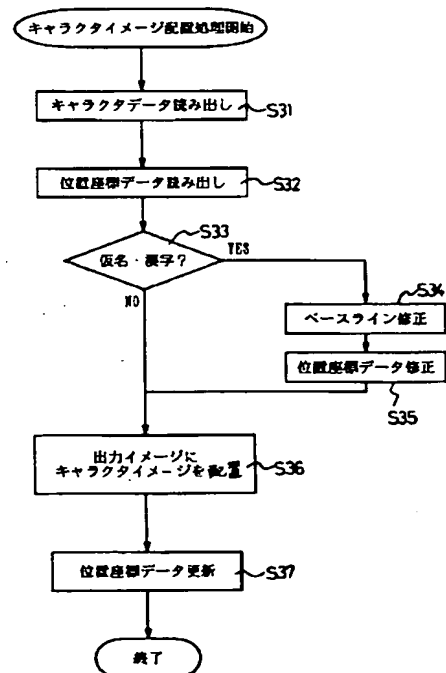 キャラクタイメージ配置処理開始
キャラクタデータ読み出し
S31
位置座標データ読み出し
S32
S33
仮名・漢字?
YES
NO
S34
ベースライン修正
位置座標データ修正
S35
出力イメージに
キャラクタイメージを配置
S36
位置座標データ更新
S37
終了